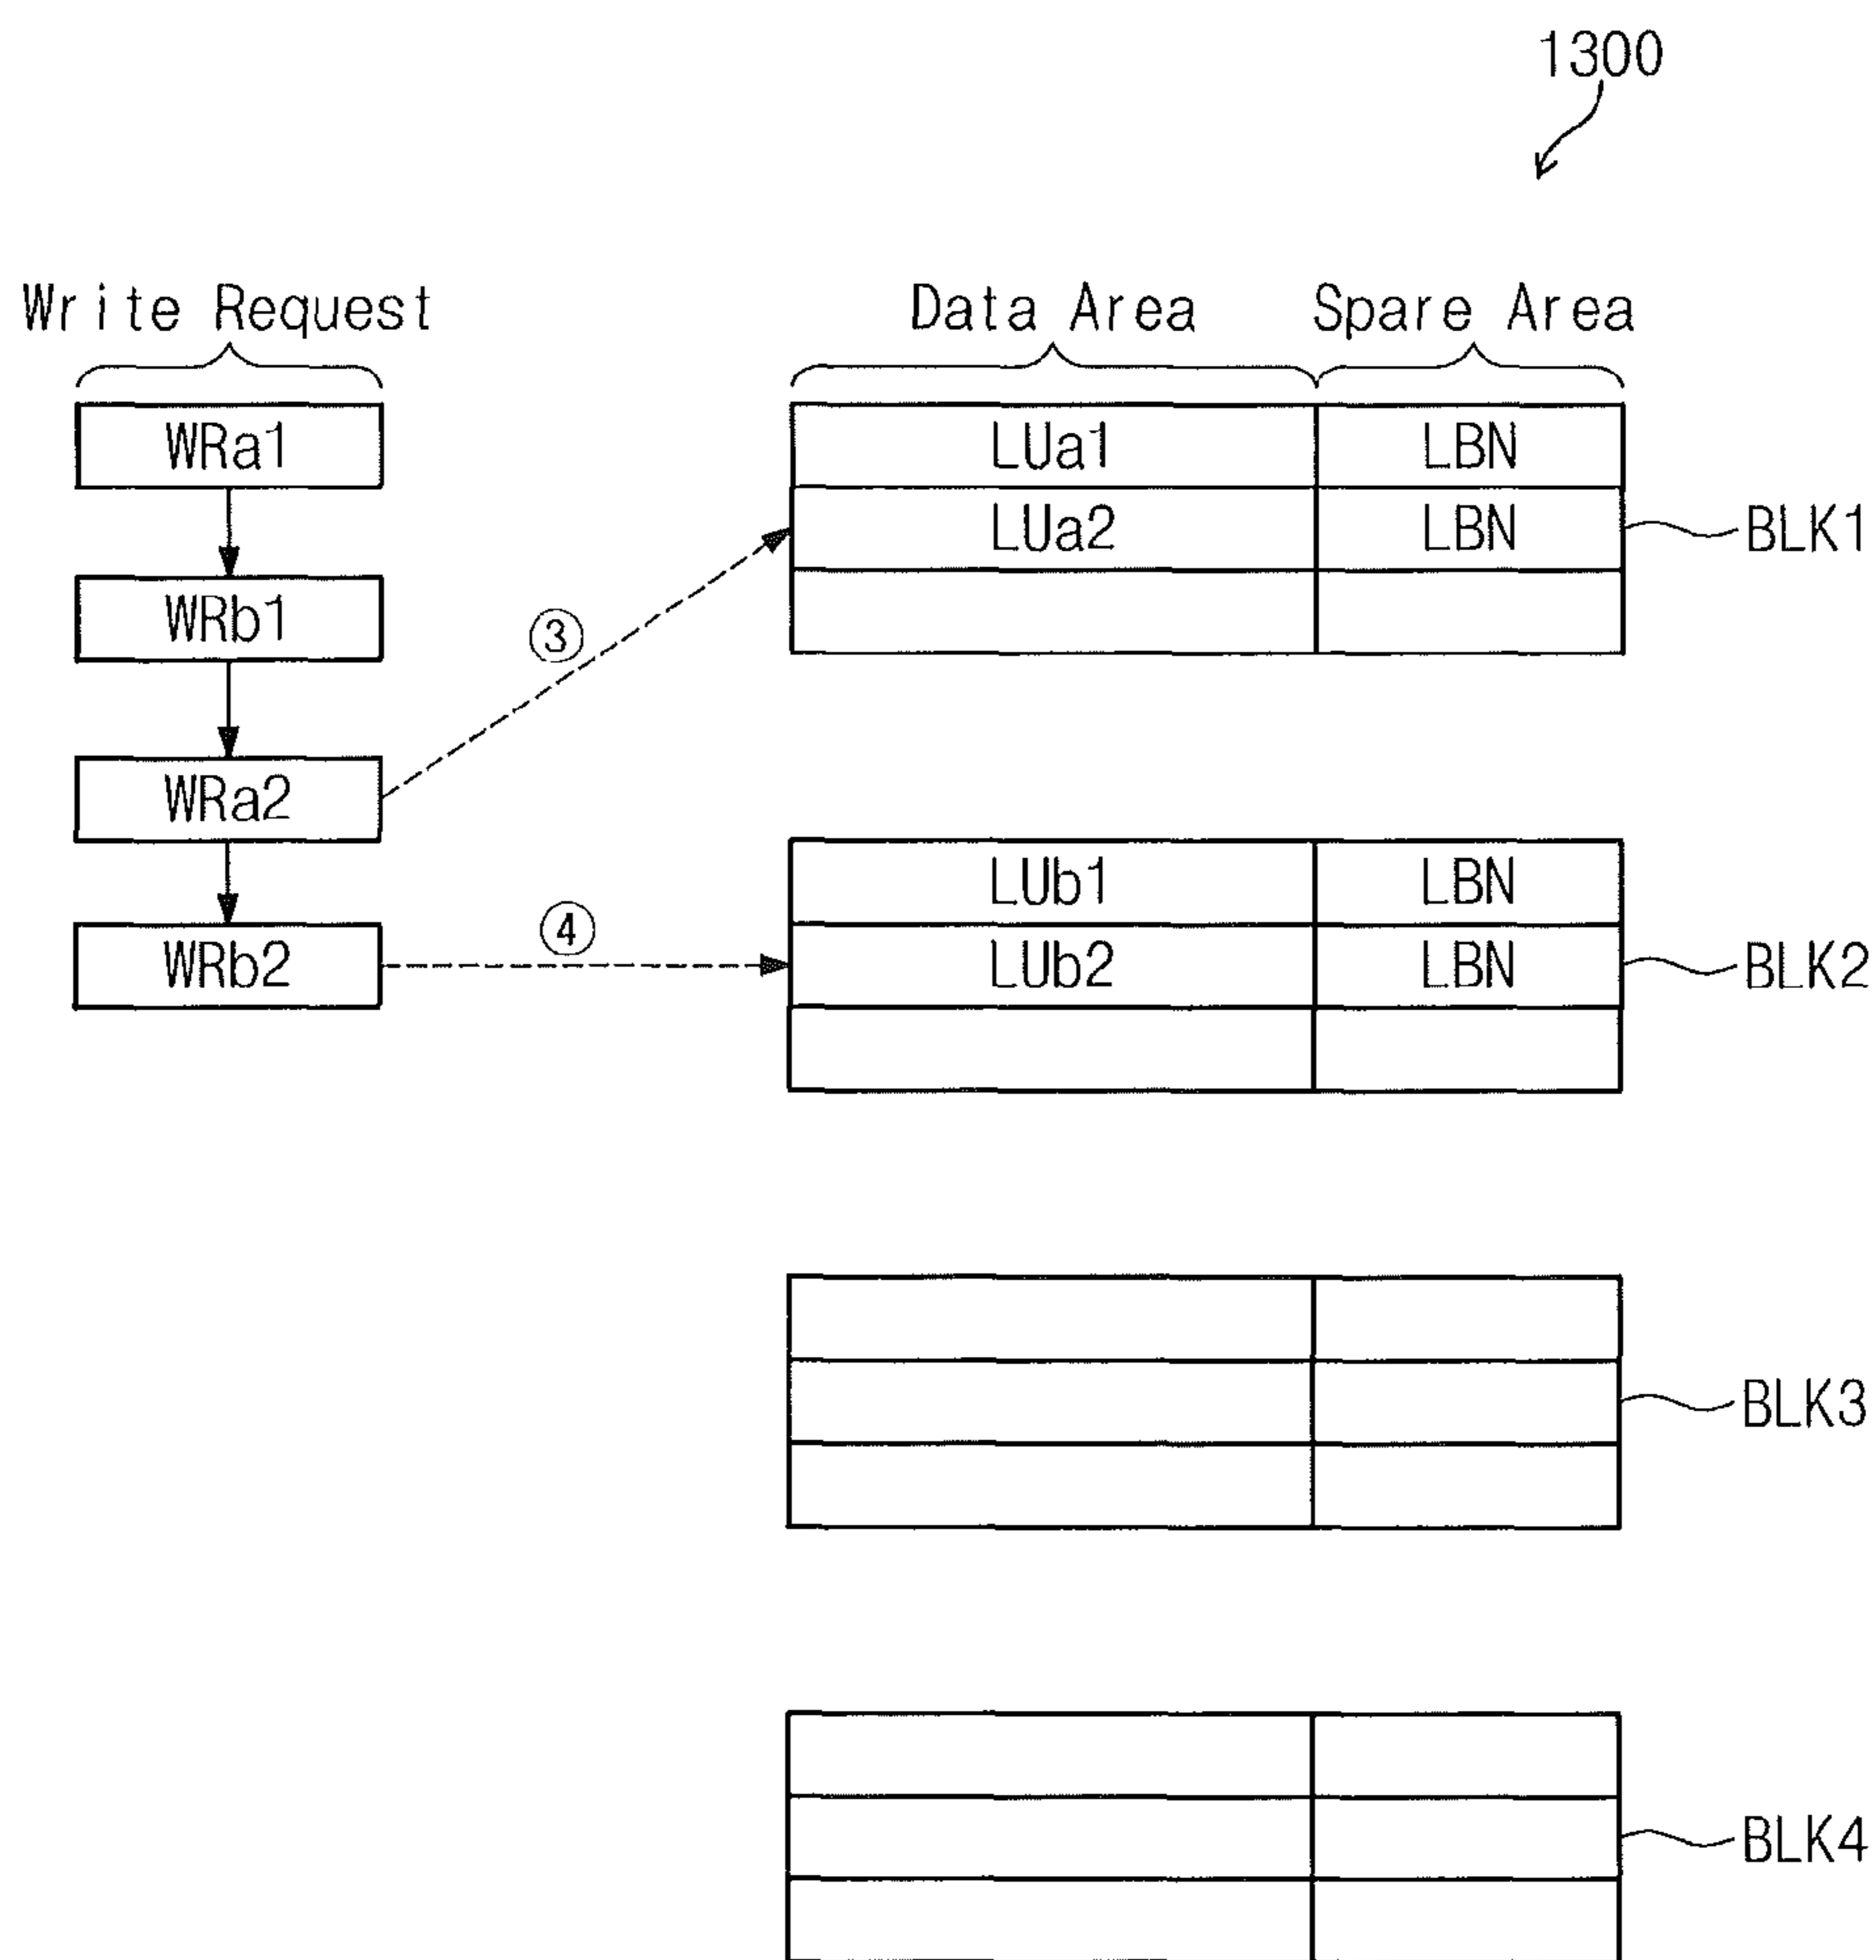 1300
Write Request
Data Area
Spare Area
WRa1
LUa1
LBN
LUa2
LBN
BLK1
WRb1
③
WRa2
LUb1
LBN
WRb2
④
LUb2
LBN
BLK2
BLK3
BLK4